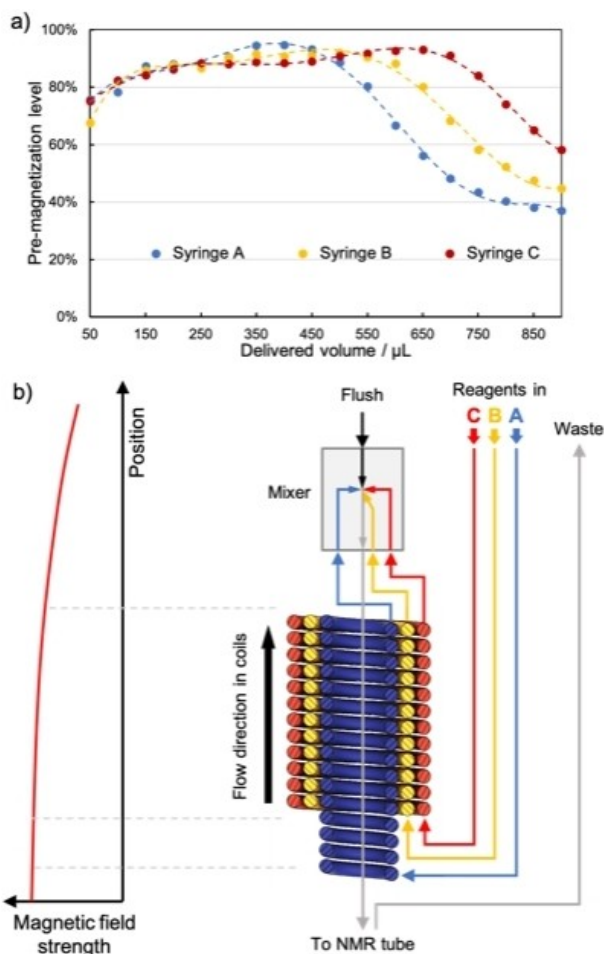 a)
100%
80%
60%
40%
20%
0%
Pre-magnetization level
Syringe A
Syringe B
Syringe C
50 150 250 350 450 550 650 750 850
Delivered volume / µL
b)
Position
Magnetic field
strength
Flush
Mixer
Reagents in
C B A
Waste
Flow direction in coils
To NMR tube